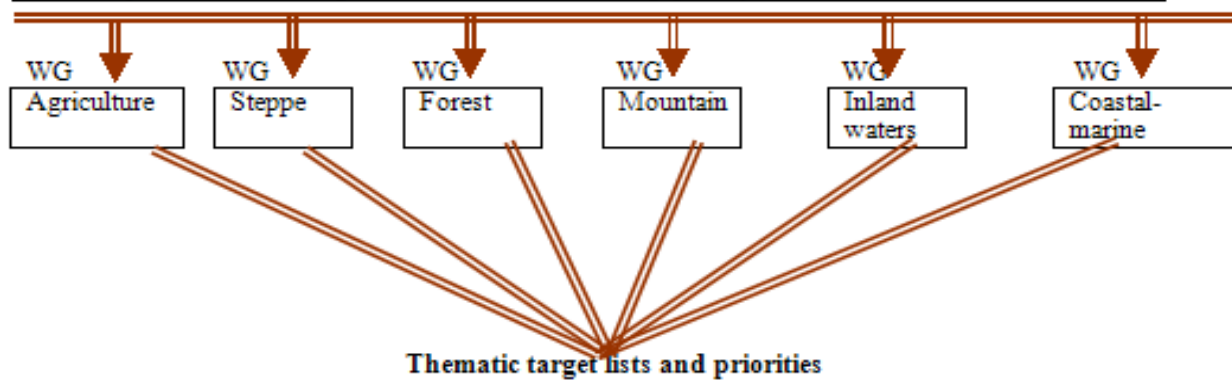 WG WG WG WG WG WG
Agriculture Steppe Forest Mountain Inland Coastal-
waters marine
Thematic target lists and priorities